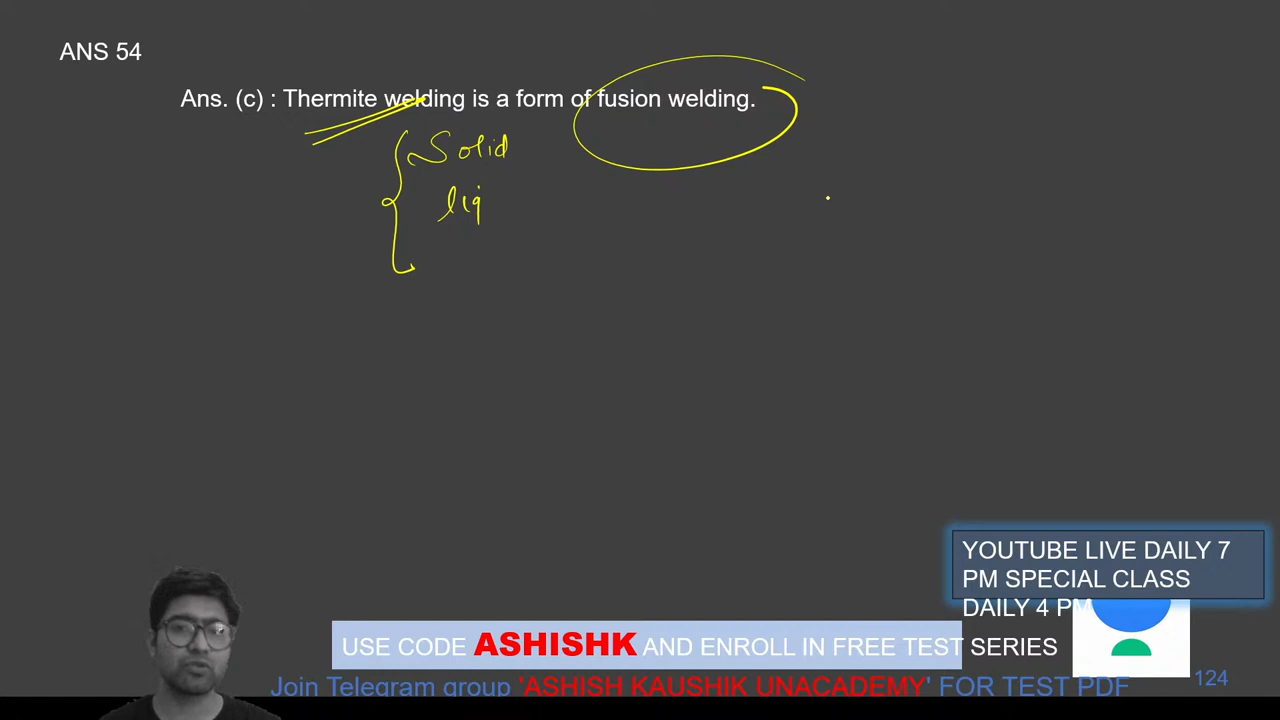 ANS 54
Ans. (c) : Thermite welding is a form of fusion welding.
Solid
liq
YOUTUBE LIVE DAILY 7
PM SPECIAL CLASS
DAILY 4 PM
USE CODE ASHISHK AND ENROLL IN FREE TEST SERIES
Join Telegram group 'ASHISH KAUSHIK UNACADEMY' FOR TEST PDF
124